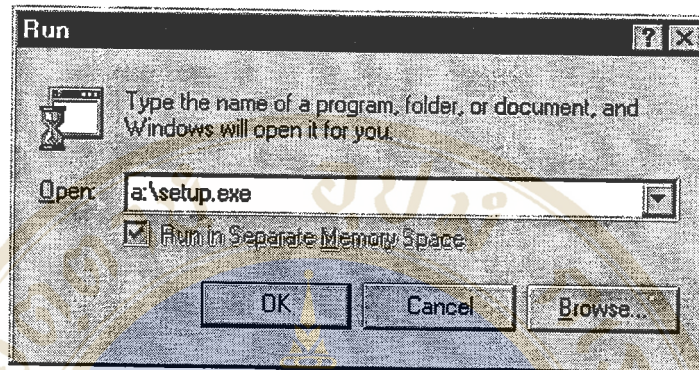 Run
Type the name of a program, folder, or document, and
Windows will open it for you.
Open:
a:\setup.exe
Run in Separate Memory Space
OK
Cancel
Browse...